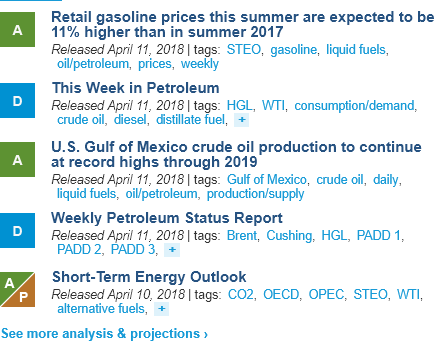 A
Retail gasoline prices this summer are expected to be
11% higher than in summer 2017
Released April 11, 2018 | tags: STEO, gasoline, liquid fuels,
oil/petroleum, prices, weekly
D
This Week in Petroleum
Released April 11, 2018 | tags: HGL, WTI, consumption/demand,
crude oil, diesel, distillate fuel, +
A
U.S. Gulf of Mexico crude oil production to continue
at record highs through 2019
Released April 11, 2018 | tags: Gulf of Mexico, crude oil, daily,
liquid fuels, oil/petroleum, production/supply
D
Weekly Petroleum Status Report
Released April 11, 2018 | tags: Brent, Cushing, HGL, PADD 1,
PADD 2, PADD 3, +
A P
Short-Term Energy Outlook
Released April 10, 2018 | tags: CO2, OECD, OPEC, STEO, WTI,
alternative fuels, +
See more analysis & projections ›